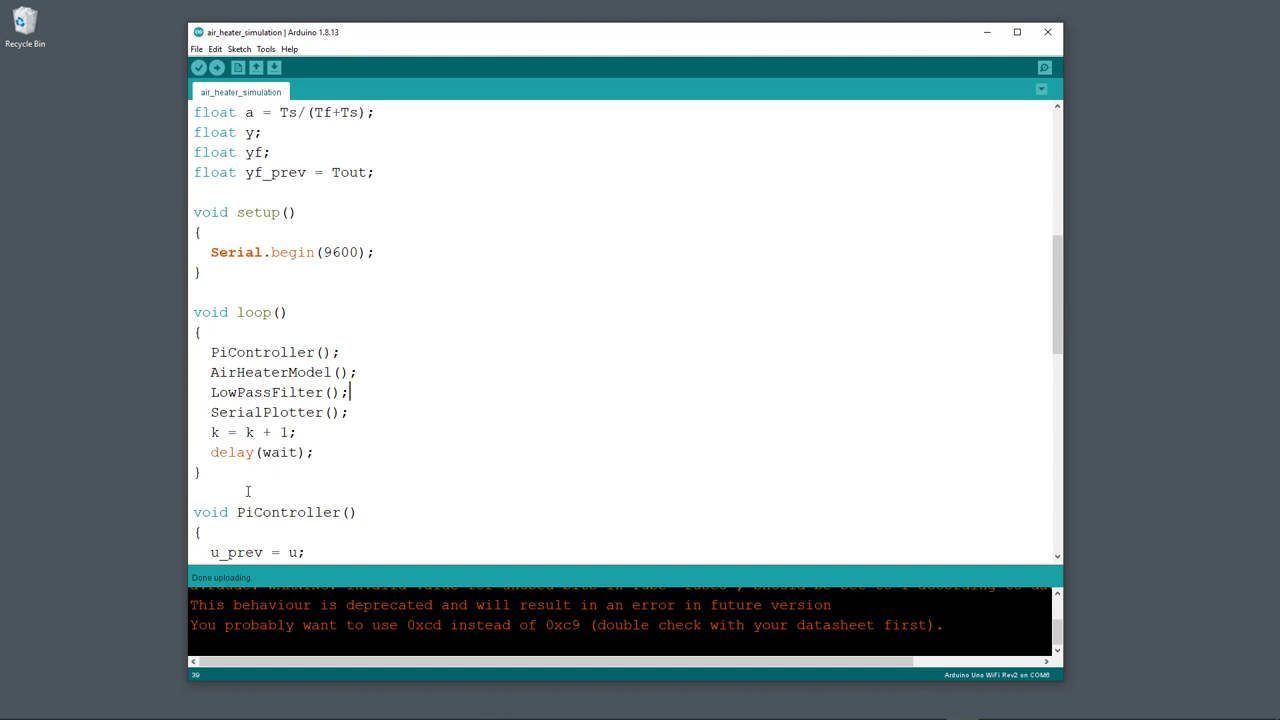 Recycle Bin
air_heater_simulation | Arduino 1.8.13
File Edit Sketch Tools Help
air_heater_simulation
float a = Ts/(Tf+Ts);
float y;
float yf;
float yf_prev = Tout;
void setup()
{
Serial.begin(9600);
}
void loop()
{
PiController();
AirHeaterModel();
LowPassFilter();
SerialPlotter();
k = k + 1;
delay(wait);
}
void PiController()
{
u_prev = u;
Done uploading.
This behaviour is deprecated and will result in an error in future version
You probably want to use 0xcd instead of 0xc9 (double check with your datasheet first).
39
Arduino Uno WiFi Rev2 on COM6